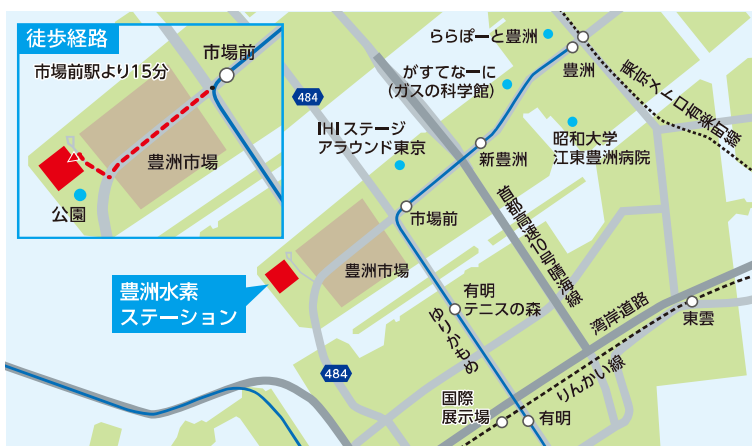 徒歩経路
市場前駅より15分
市場前
豊洲市場
公園
484
ららぽーと豊洲
豊洲
東京メトロ有楽町線
がすてなーに
(ガスの科学館)
IHI ステージ
アラウンド東京
新豊洲
昭和大学
江東豊洲病院
市場前
首都高速10号晴海線
豊洲市場
豊洲水素
ステーション
有明
テニスの森
ゆりかもめ
湾岸道路
東雲
484
りんかい線
国際
展示場
有明